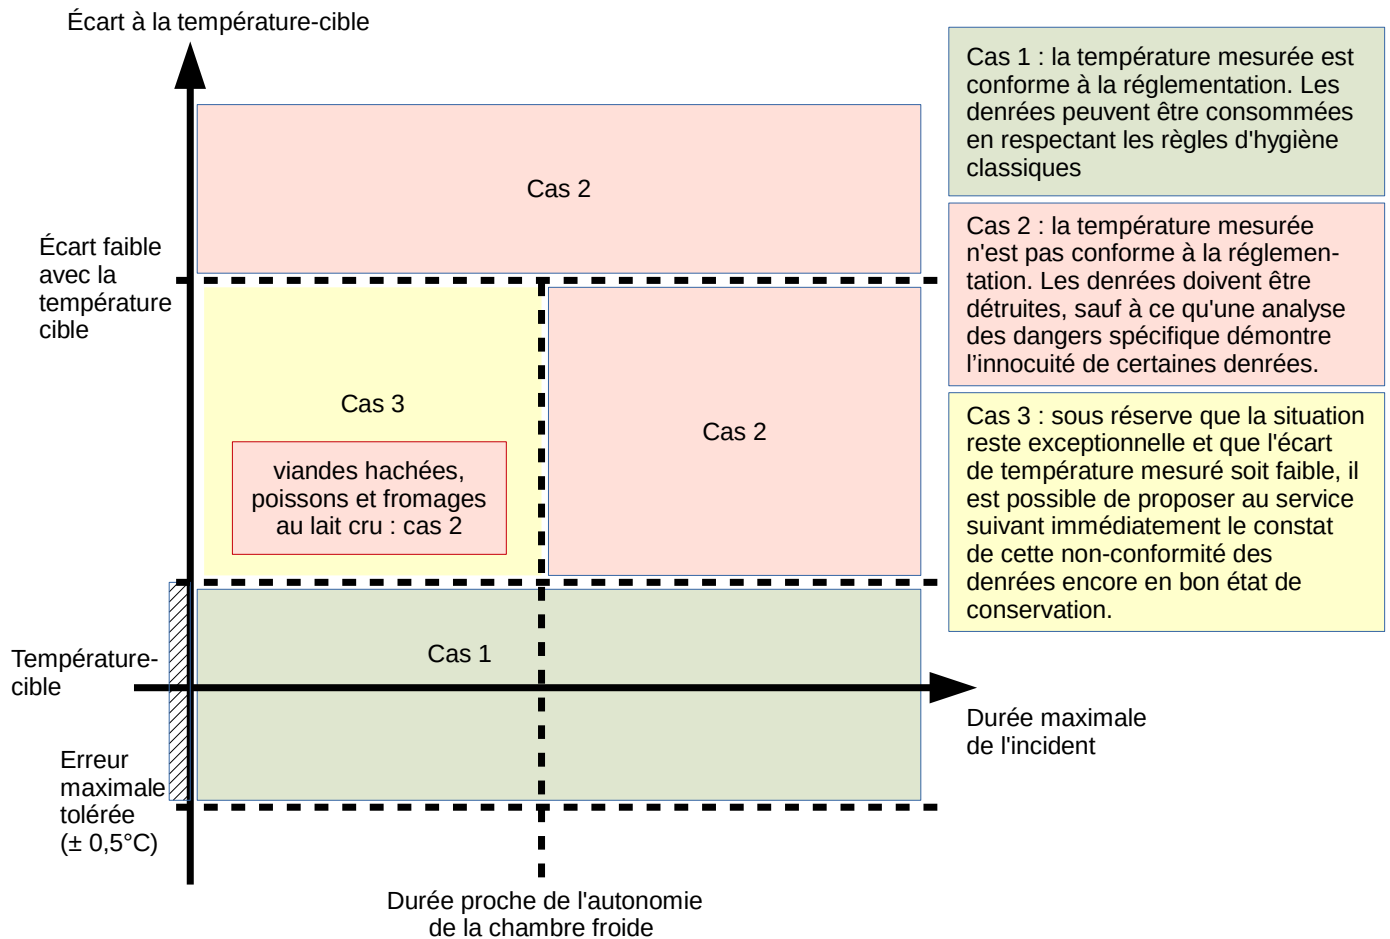 Écart à la température-cible
Cas 1 : la température mesurée est
conforme à la réglementation. Les
denrées peuvent être consommées
en respectant les règles d'hygiène
classiques
Cas 2
Cas 2 : la température mesurée
n'est pas conforme à la réglemen-
tation. Les denrées doivent être
détruites, sauf à ce qu'une analyse
des dangers spécifique démontre
l’innocuité de certaines denrées.
Écart faible
avec la
température
cible
Cas 3
viandes hachées,
poissons et fromages
au lait cru : cas 2
Cas 2
Cas 3 : sous réserve que la situation
reste exceptionnelle et que l'écart
de température mesuré soit faible, il
est possible de proposer au service
suivant immédiatement le constat
de cette non-conformité des
denrées encore en bon état de
conservation.
Cas 1
Température-
cible
Durée maximale
de l'incident
Erreur
maximale
tolérée
(± 0,5°C)
Durée proche de l'autonomie
de la chambre froide